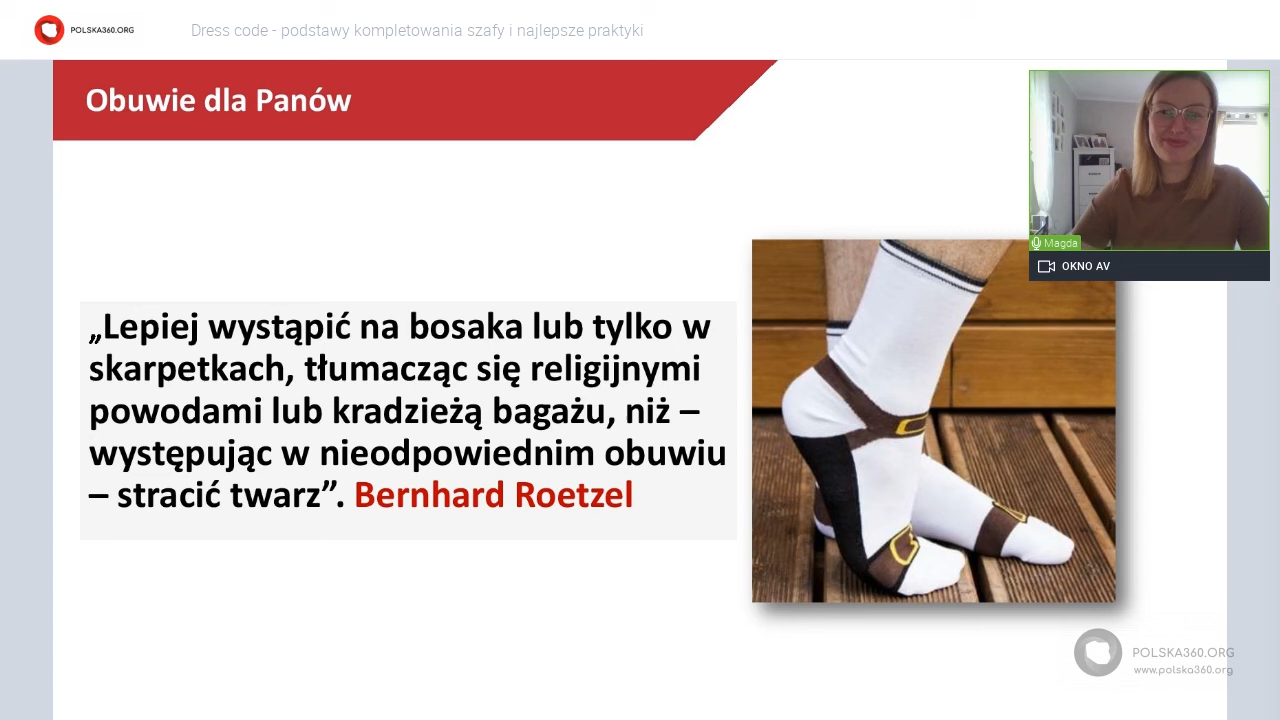 POLSKA360.ORG
Dress code - podstawy kompletowania szafy i najlepsze praktyki
Obuwie dla Panów
Magda
OKNO AV
„Lepiej wystąpić na bosaka lub tylko w
skarpetkach, tłumacząc się religijnymi
powodami lub kradzieżą bagażu, niż –
występując w nieodpowiednim obuwiu
– stracić twarz”. Bernhard Roetzel
POLSKA360.ORG
www.polska360.org